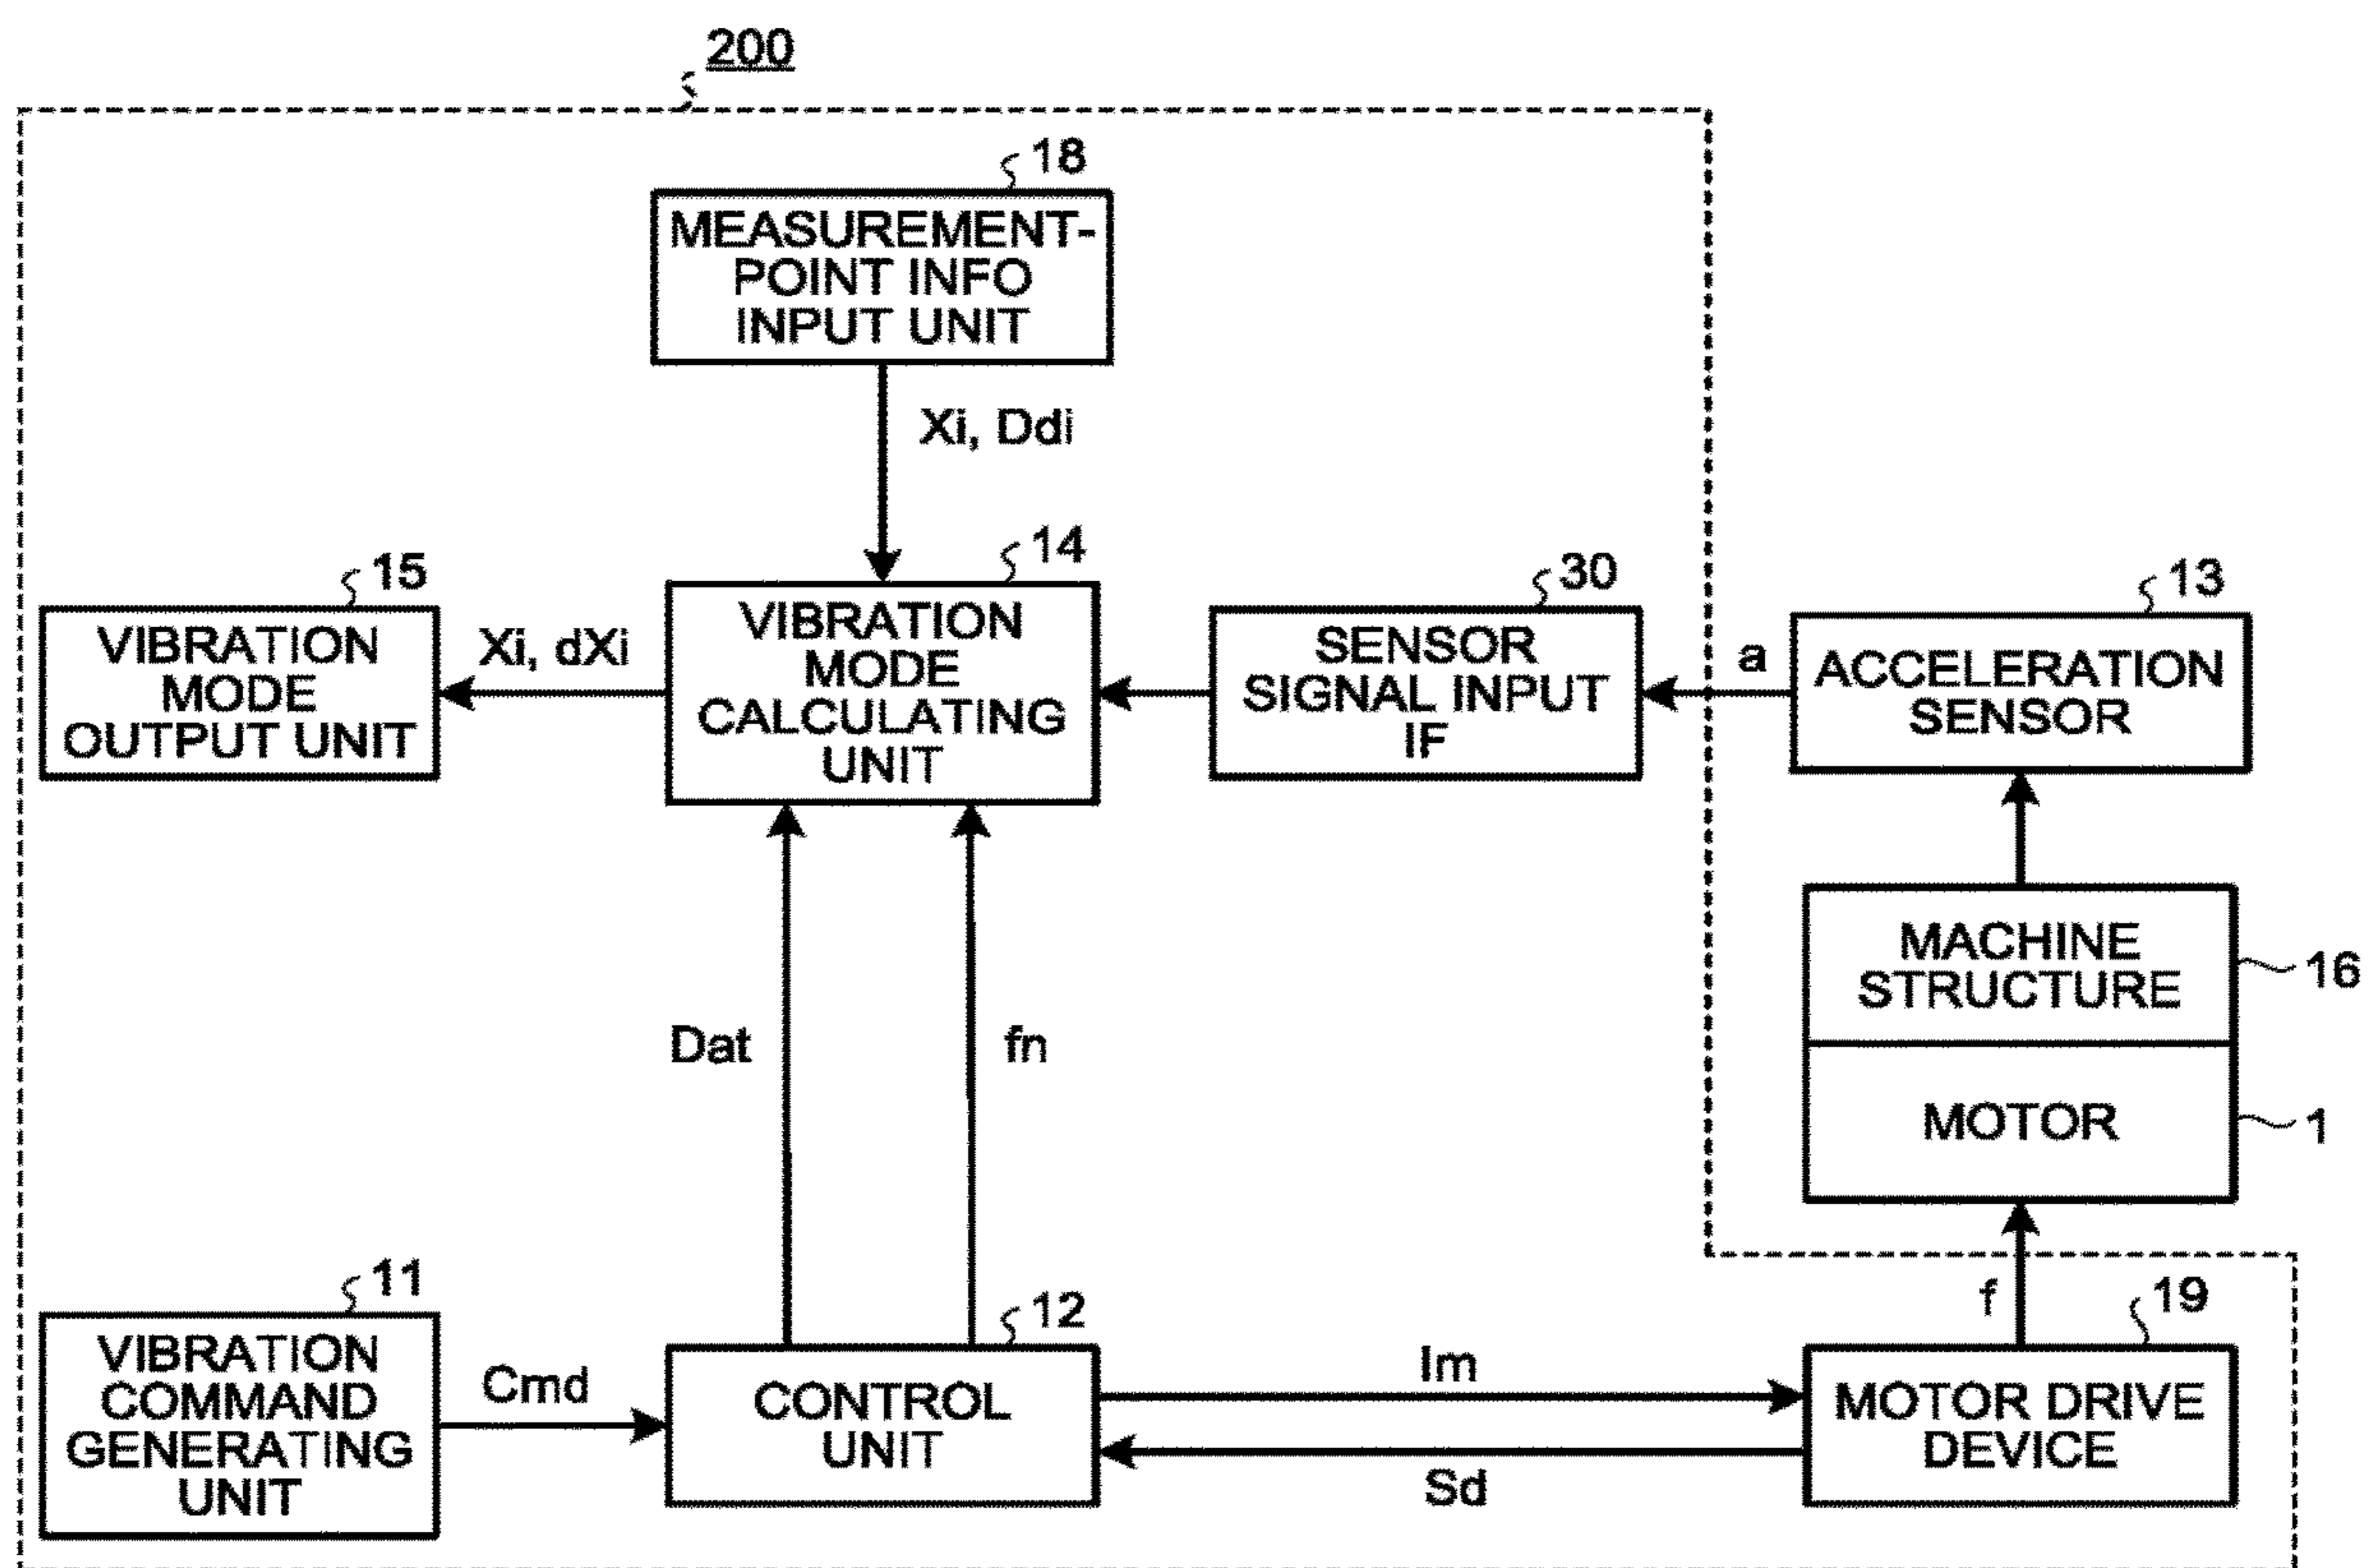 200
18
MEASUREMENT-
POINT INFO
INPUT UNIT
Xi, Ddi
15
VIBRATION
MODE
OUTPUT UNIT
Xi, dXi
14
VIBRATION
MODE
CALCULATING
UNIT
30
SENSOR
SIGNAL INPUT
IF
a
13
ACCELERATION
SENSOR
MACHINE
STRUCTURE
16
MOTOR
1
Dat
fn
f
11
VIBRATION
COMMAND
GENERATING
UNIT
Cmd
12
CONTROL
UNIT
Im
Sd
19
MOTOR DRIVE
DEVICE